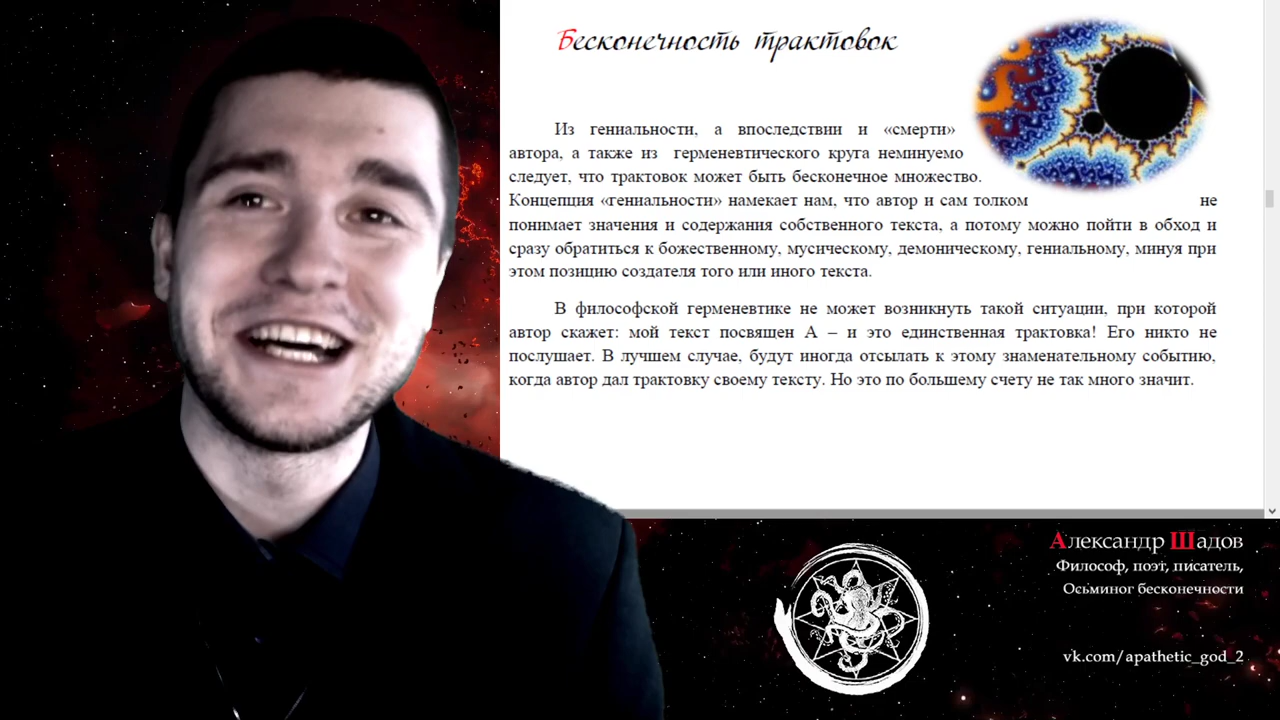 Бесконечность трактовок
Из гениальности, а впоследствии и «смерти»
автора, а также из герменевтического круга неминуемо
следует, что трактовок может быть бесконечное множество.
Концепция «гениальности» намекает нам, что автор и сам толком не
понимает значения и содержания собственного текста, а потому можно пойти в обход и
сразу обратиться к божественному, мусическому, демоническому, гениальному, минуя при
этом позицию создателя того или иного текста.
В философской герменевтике не может возникнуть такой ситуации, при которой
автор скажет: мой текст посвящен А – и это единственная трактовка! Его никто не
послушает. В лучшем случае, будут иногда отсылать к этому знаменательному событию,
когда автор дал трактовку своему тексту. Но это по большему счету не так много значит.
Александр Шадов
Философ, поэт, писатель,
Осьминог бесконечности
vk.com/apathetic_god_2